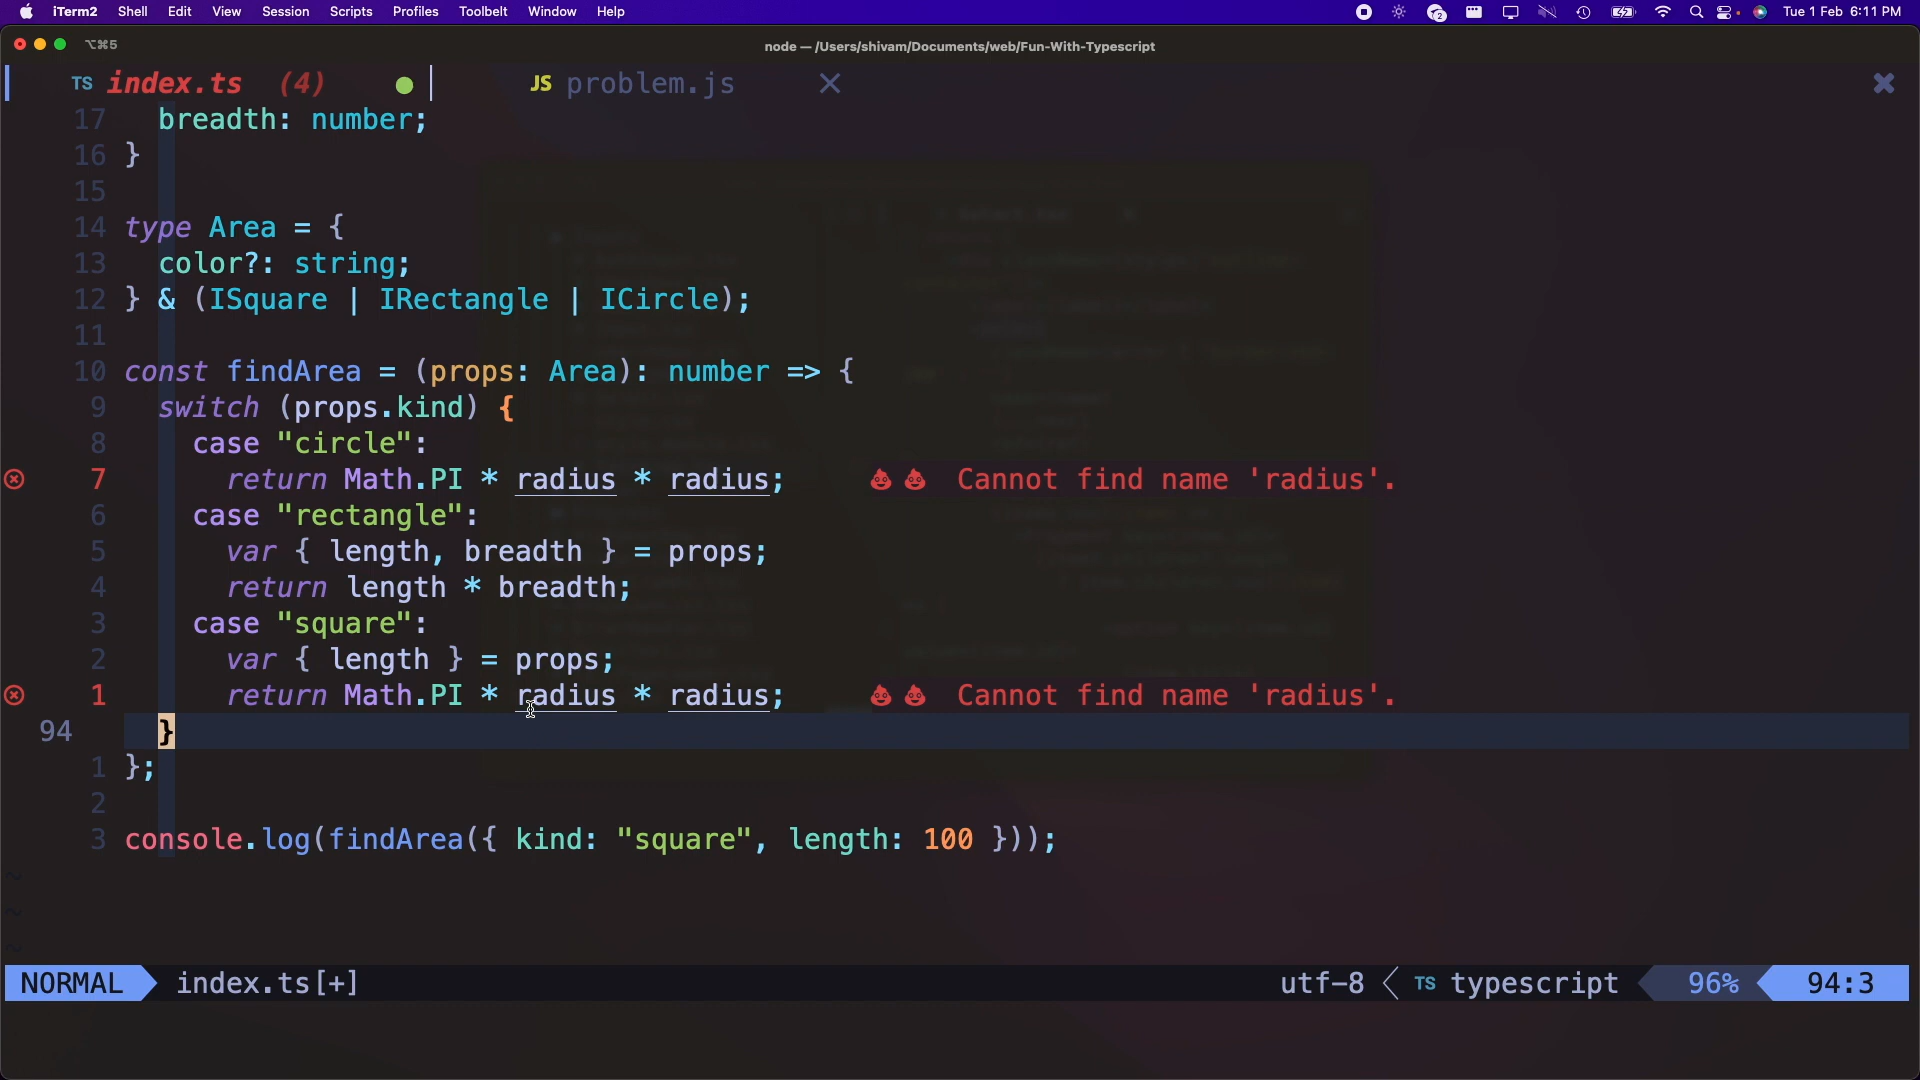 iTerm2 Shell Edit View Session Scripts Profiles Toolbelt Window Help 2 Tue 1 Feb 6:11 PM
⌥⌘5 node — /Users/shivam/Documents/web/Fun-With-Typescript
TS index.ts (4) JS problem.js
17 breadth: number;
16 }
15
14 type Area = {
13 color?: string;
12 } & (ISquare | IRectangle | ICircle);
11
10 const findArea = (props: Area): number => {
9 switch (props.kind) {
8 case "circle":
7 return Math.PI * radius * radius; 💩 💩 Cannot find name 'radius'.
6 case "rectangle":
5 var { length, breadth } = props;
4 return length * breadth;
3 case "square":
2 var { length } = props;
1 return Math.PI * radius * radius; 💩 💩 Cannot find name 'radius'.
94 }
1 };
2
3 console.log(findArea({ kind: "square", length: 100 }));
~
~
~
NORMAL index.ts[+] utf-8 TS typescript 96% 94:3